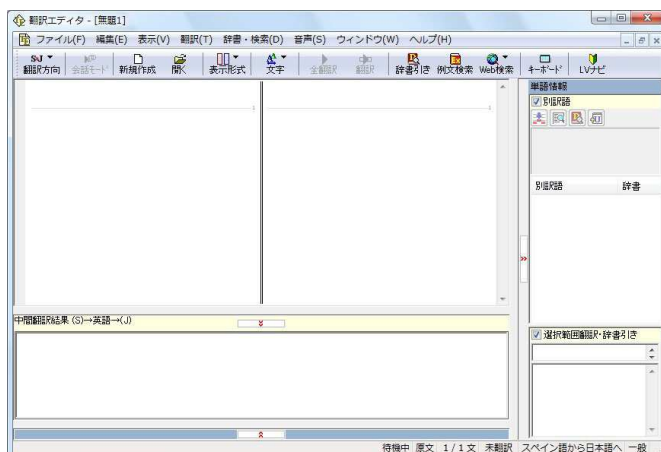 翻訳エディタ - [無題1]
ファイル(F) 編集(E) 表示(V) 翻訳(T) 辞書・検索(D) 音声(S) ウィンドウ(W) ヘルプ(H)
翻訳方向 会話モード 新規作成 開く 表示形式 文字 全翻訳 翻訳 辞書引き 例文検索 Web検索 キーボード LVナビ
単語情報
別訳語
別訳語 辞書
中間翻訳結果 (S)→英語→(J)
選択範囲翻訳・辞書引き
待機中 原文 1 / 1 文 未翻訳 スペイン語から日本語へ 一般